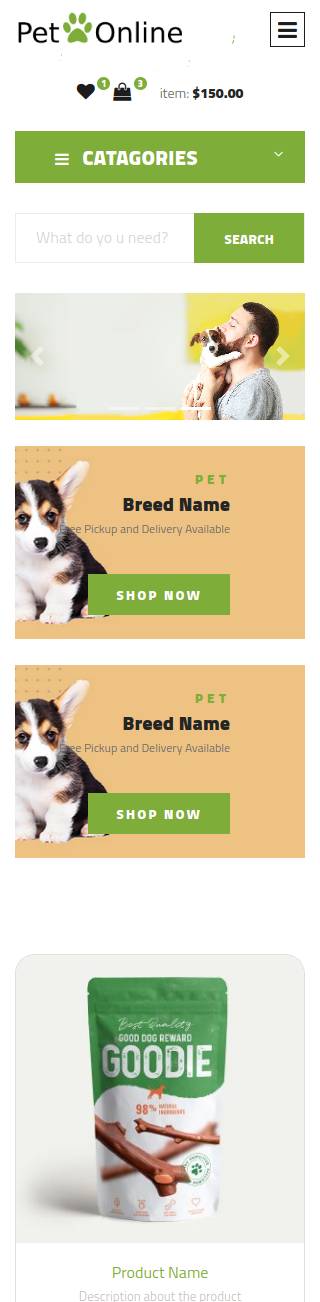 Pet Online
1 3 item: $150.00
CATAGORIES
What do yo u need? SEARCH
PET
Breed Name
Free Pickup and Delivery Available
SHOP NOW
PET
Breed Name
Free Pickup and Delivery Available
SHOP NOW
Best Quality
GOOD DOG REWARD
GOODIE
98% NATURAL
INGREDIENTS
Product Name
Description about the product